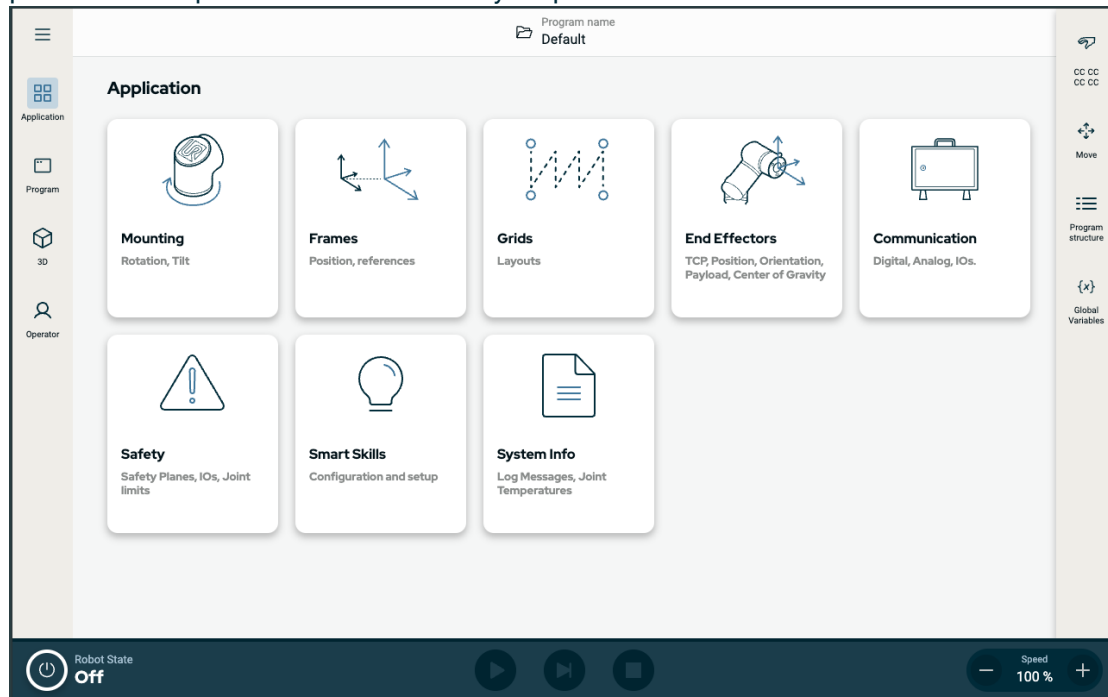 Program name
Default
CC CC
CC CC
Application
Application
Mounting
Rotation, Tilt
Frames
Position, references
Grids
Layouts
End Effectors
TCP, Position, Orientation,
Payload, Center of Gravity
Communication
Digital, Analog, IOs.
Program
3D
Operator
Move
Program
structure
{x}
Global
Variables
Safety
Safety Planes, IOs, Joint
limits
Smart Skills
Configuration and setup
System Info
Log Messages, Joint
Temperatures
Robot State
Off
Speed
100 %